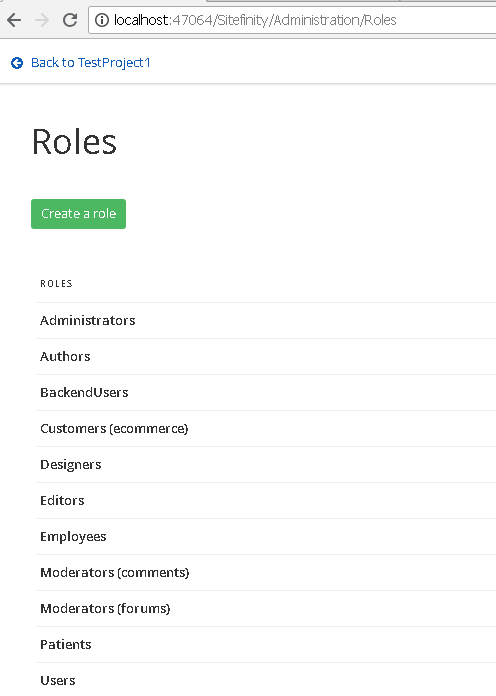 localhost:47064/Sitefinity/Administration/Roles
Back to TestProject1
Roles
Create a role
ROLES
Administrators
Authors
BackendUsers
Customers (ecommerce)
Designers
Editors
Employees
Moderators (comments)
Moderators (forums)
Patients
Users